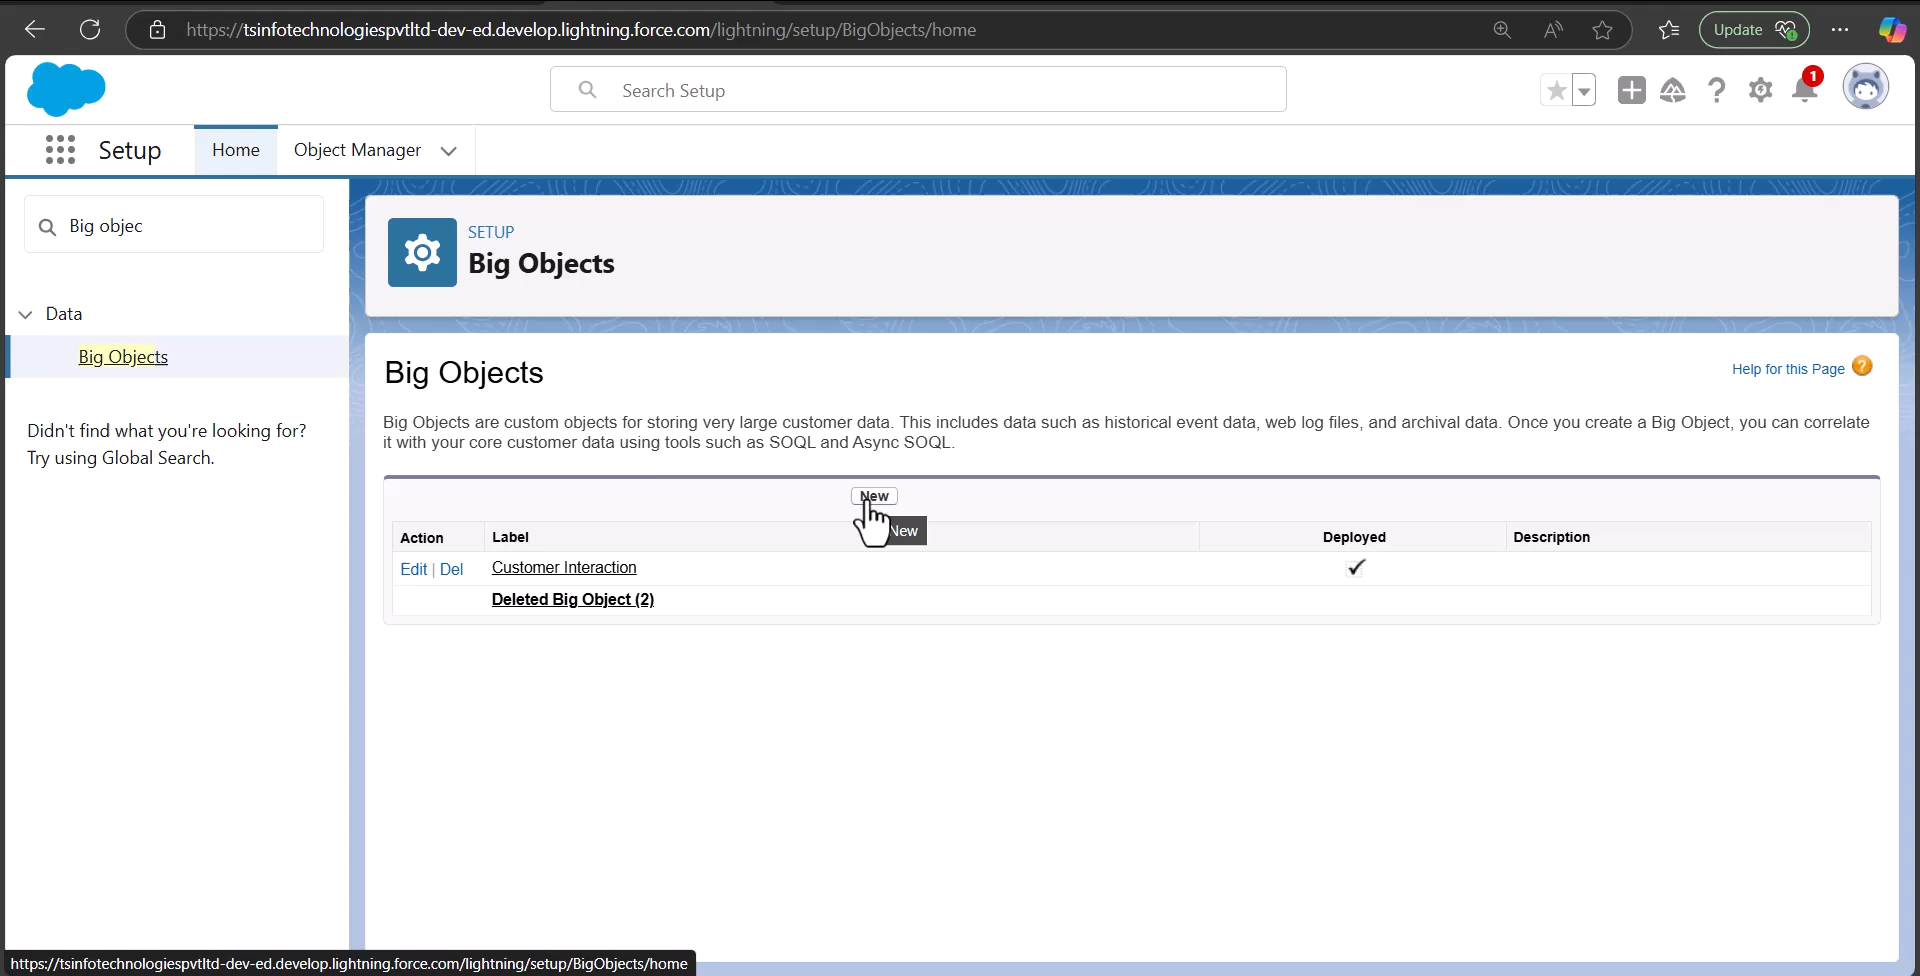 https://tsinfotechnologiespvtltd-dev-ed.develop.lightning.force.com/lightning/setup/BigObjects/home
Update
Search Setup
1
Setup
Home
Object Manager
Big objec
SETUP
Big Objects
Data
Big Objects
Didn't find what you're looking for?
Try using Global Search.
Big Objects
Help for this Page
Big Objects are custom objects for storing very large customer data. This includes data such as historical event data, web log files, and archival data. Once you create a Big Object, you can correlate
it with your core customer data using tools such as SOQL and Async SOQL.
New
New
Action Label Deployed Description
Edit | Del Customer Interaction
Deleted Big Object (2)
https://tsinfotechnologiespvtltd-dev-ed.develop.lightning.force.com/lightning/setup/BigObjects/home